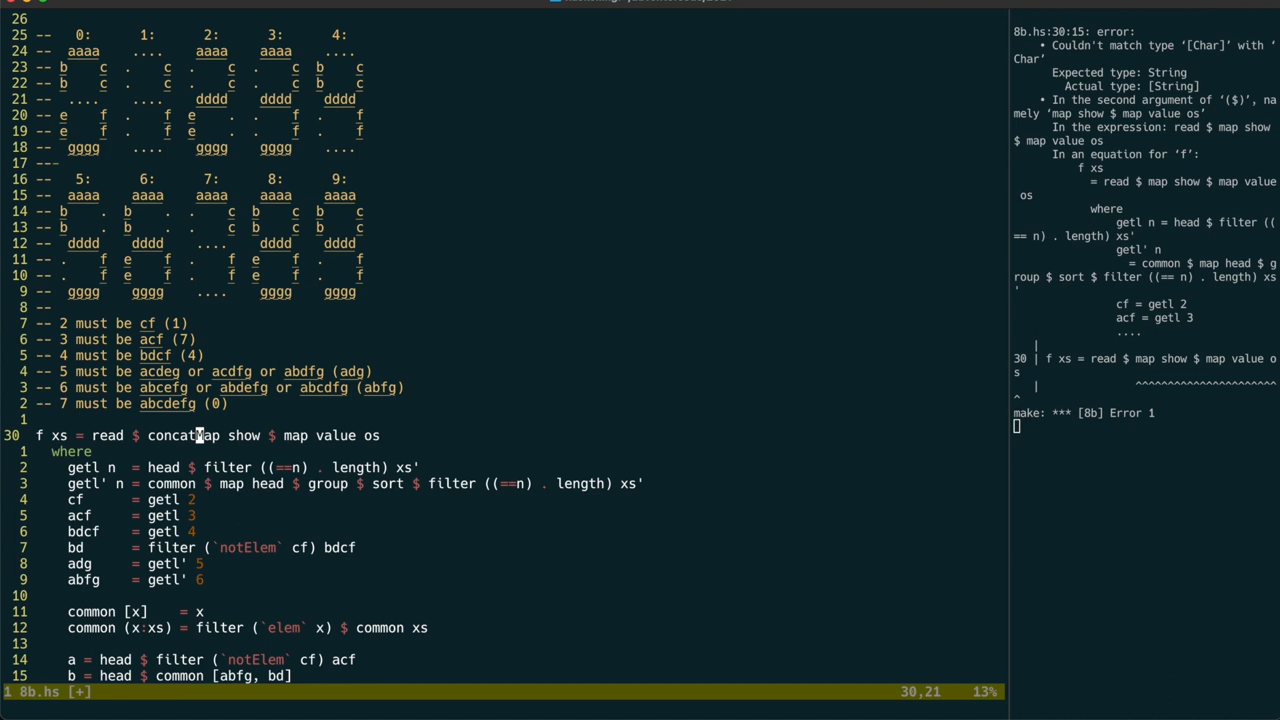 26
25 --   0:      1:      2:      3:      4:
24 --  aaaa    ....    aaaa    aaaa    ....
23 -- b    c  .    c  .    c  .    c  b    c
22 -- b    c  .    c  .    c  .    c  b    c
21 --  ....    ....    dddd    dddd    dddd
20 -- e    f  .    f  e    .  .    f  .    f
19 -- e    f  .    f  e    .  .    f  .    f
18 --  gggg    ....    gggg    gggg    ....
17 ---
16 --   5:      6:      7:      8:      9:
15 --  aaaa    aaaa    aaaa    aaaa    aaaa
14 -- b    .  b    .  .    c  b    c  b    c
13 -- b    .  b    .  .    c  b    c  b    c
12 --  dddd    dddd    ....    dddd    dddd
11 -- .    f  e    f  .    f  e    f  .    f
10 -- .    f  e    f  .    f  e    f  .    f
9 --  gggg    gggg    ....    gggg    gggg
8 --
7 -- 2 must be cf (1)
6 -- 3 must be acf (7)
5 -- 4 must be bdcf (4)
4 -- 5 must be acdeg or acdfg or abdfg (adg)
3 -- 6 must be abcefg or abdefg or abcdfg (abfg)
2 -- 7 must be abcdefg (0)
1
30 f xs = read $ concatMap show $ map value os
1   where
2     getl n  = head $ filter ((==n) . length) xs'
3     getl' n = common $ map head $ group $ sort $ filter ((==n) . length) xs'
4     cf      = getl 2
5     acf     = getl 3
6     bdcf    = getl 4
7     bd      = filter (`notElem` cf) bdcf
8     adg     = getl' 5
9     abfg    = getl' 6
10
11     common [x]    = x
12     common (x:xs) = filter (`elem` x) $ common xs
13
14     a = head $ filter (`notElem` cf) acf
15     b = head $ common [abfg, bd]
1 8b.hs [+] 30,21 13%
8b.hs:30:15: error:
• Couldn't match type ‘[Char]’ with ‘
Char’
Expected type: String
Actual type: [String]
• In the second argument of ‘($)’, na
mely ‘map show $ map value os’
In the expression: read $ map show
$ map value os
In an equation for ‘f’:
f xs
= read $ map show $ map value
os
where
getl n = head $ filter ((
== n) . length) xs'
getl' n
= common $ map head $ g
roup $ sort $ filter ((== n) . length) xs
'
cf = getl 2
acf = getl 3
....
|
30 | f xs = read $ map show $ map value o
s
| ^^^^^^^^^^^^^^^^^^^^^^
^
make: *** [8b] Error 1